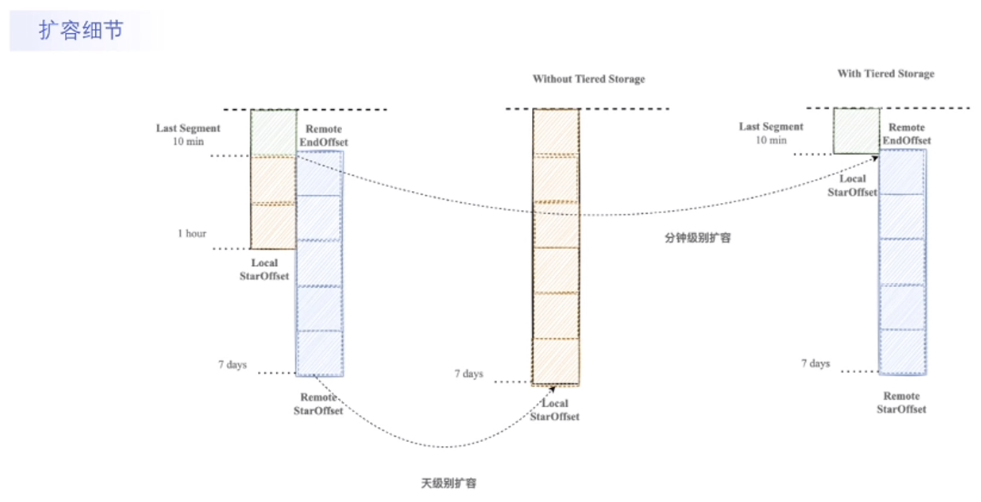 扩容细节
Without Tiered Storage
With Tiered Storage
Last Segment
10 min
Remote
EndOffset
1 hour
Local
StarOffset
7 days
Remote
StarOffset
7 days
Local
StarOffset
Last Segment
10 min
Remote
EndOffset
Local
StarOffset
7 days
Remote
StarOffset
分钟级别扩容
天级别扩容